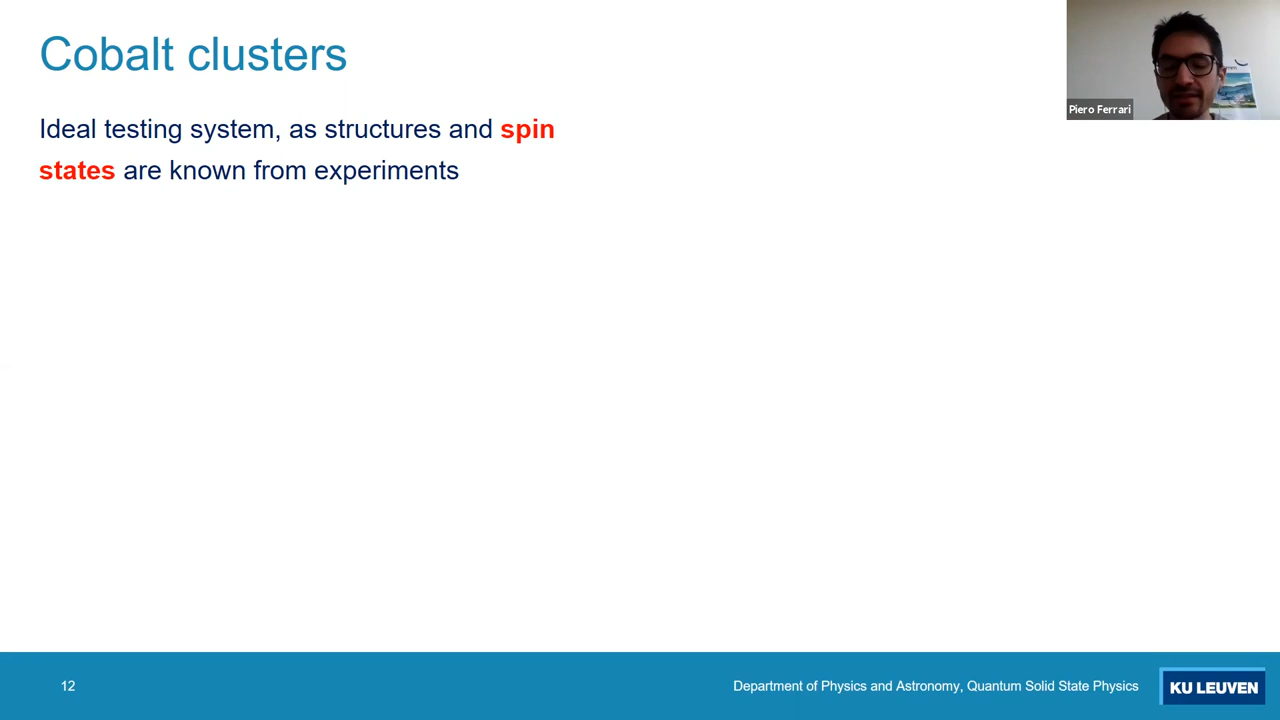 Cobalt clusters
Ideal testing system, as structures and spin
states are known from experiments
Piero Ferrari
12
Department of Physics and Astronomy, Quantum Solid State Physics
KU LEUVEN